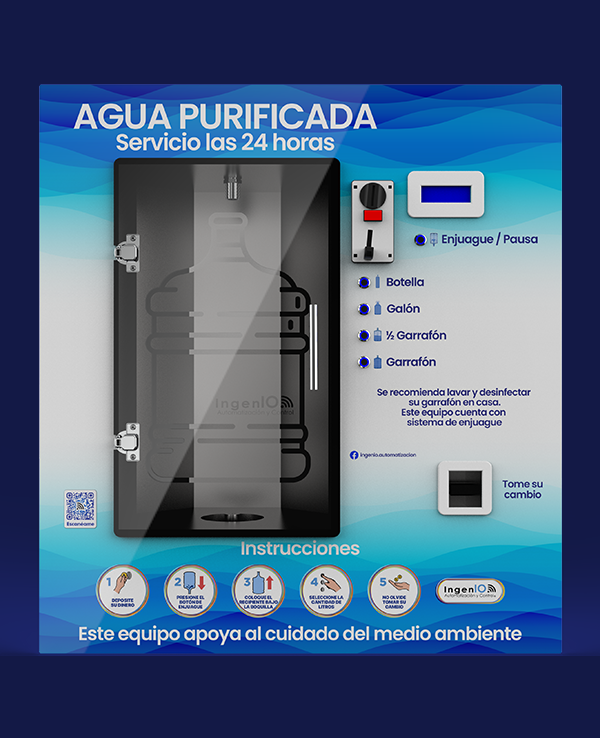 AGUA PURIFICADA
Servicio las 24 horas
Enjuague / Pausa
Botella
Galón
½ Garrafón
Garrafón
Se recomienda lavar y desinfectar
su garrafón en casa.
Este equipo cuenta con
sistema de enjuague
IngenIO
Automatización y Control
ingenio.automatizacion
Tome su
cambio
Escanéame
Instrucciones
1
DEPOSITE
SU DINERO
2
PRESIONE EL
BOTÓN DE
ENJUAGUE
3
COLOQUE EL
RECIPIENTE BAJO
LA BOQUILLA
4
SELECCIONE LA
CANTIDAD DE
LITROS
5
NO OLVIDE
TOMAR SU
CAMBIO
IngenIO
Automatización y Control
Este equipo apoya al cuidado del medio ambiente